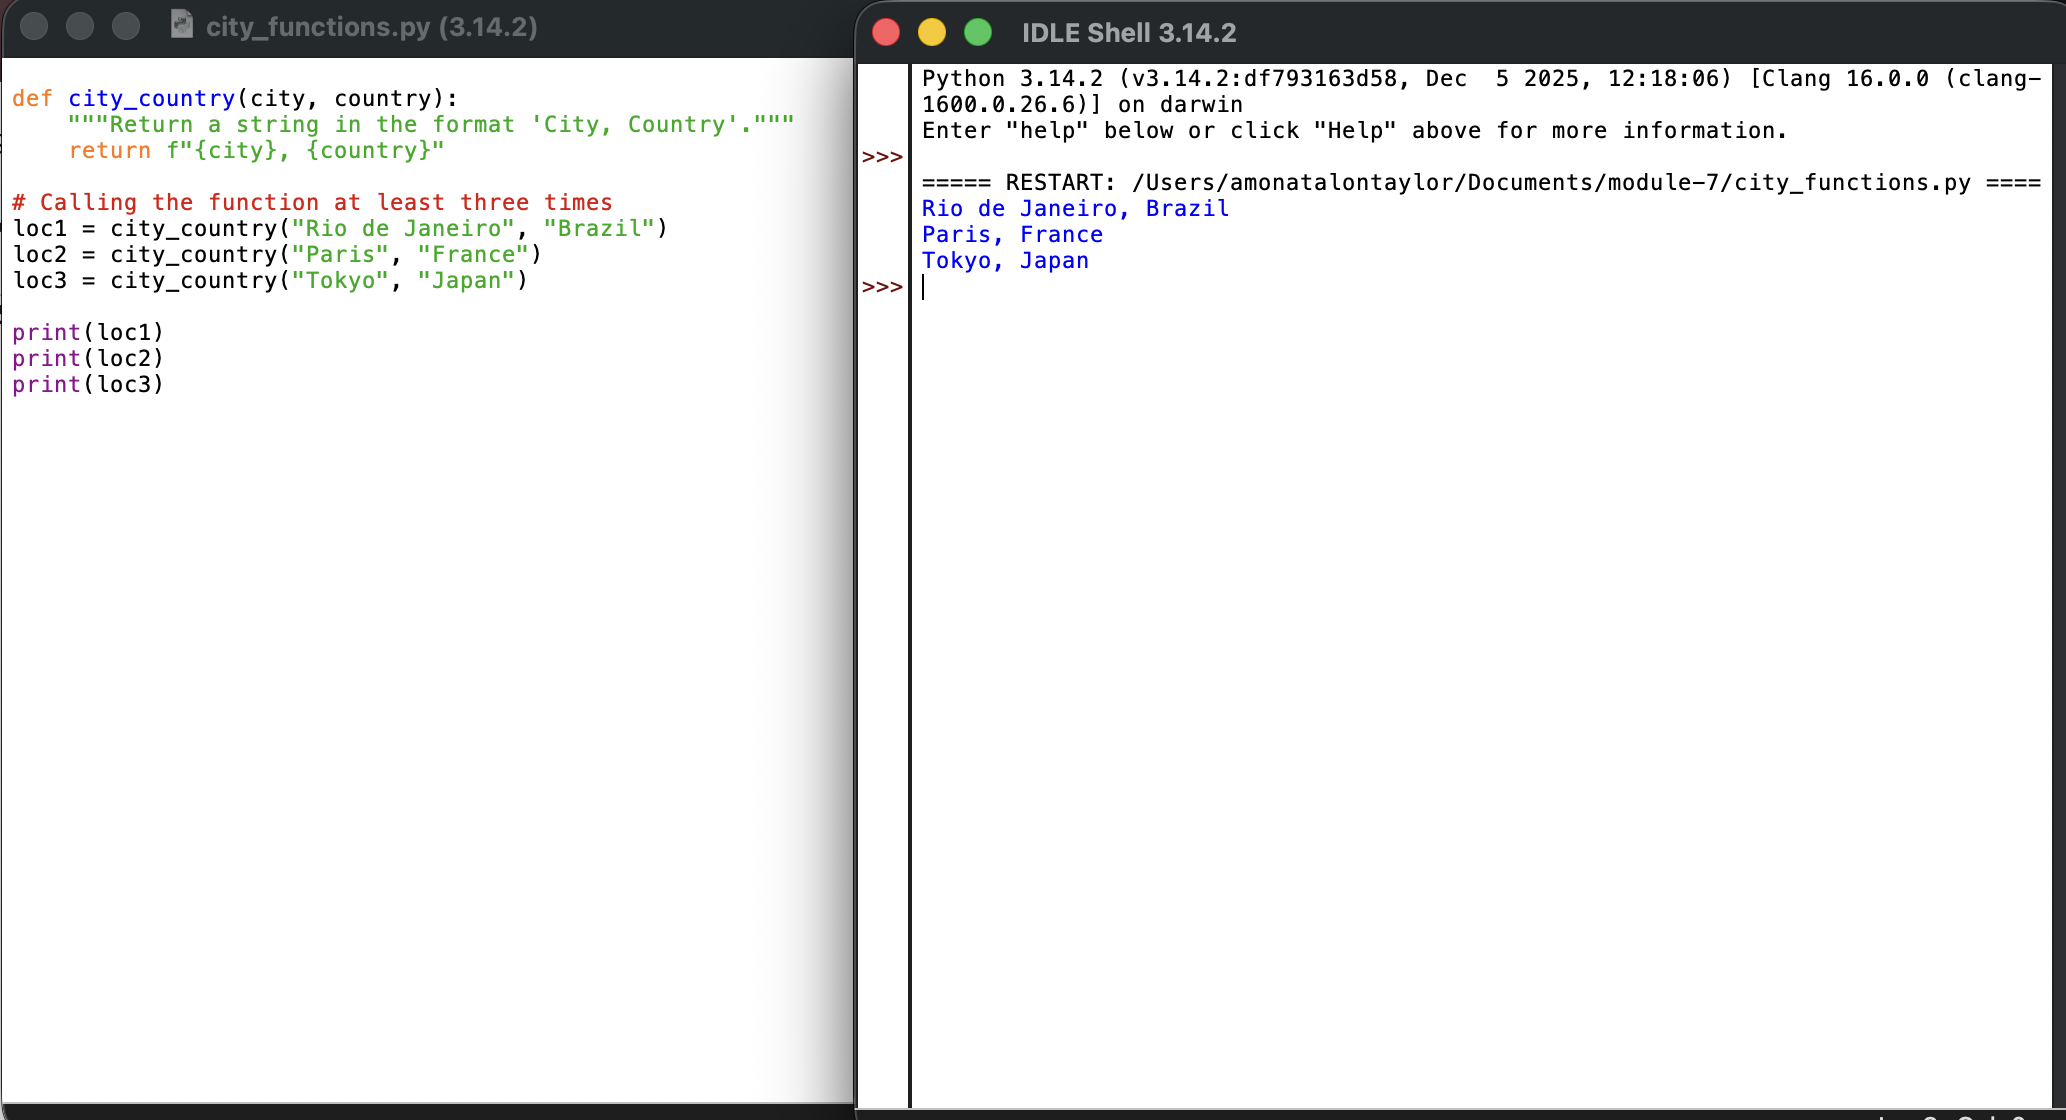 city_functions.py (3.14.2)
def city_country(city, country):
    """Return a string in the format 'City, Country'."""
    return f"{city}, {country}"
# Calling the function at least three times
loc1 = city_country("Rio de Janeiro", "Brazil")
loc2 = city_country("Paris", "France")
loc3 = city_country("Tokyo", "Japan")
print(loc1)
print(loc2)
print(loc3)
IDLE Shell 3.14.2
Python 3.14.2 (v3.14.2:df793163d58, Dec  5 2025, 12:18:06) [Clang 16.0.0 (clang-
1600.0.26.6)] on darwin
Enter "help" below or click "Help" above for more information.
>>>
===== RESTART: /Users/amonatalontaylor/Documents/module-7/city_functions.py ====
Rio de Janeiro, Brazil
Paris, France
Tokyo, Japan
>>>